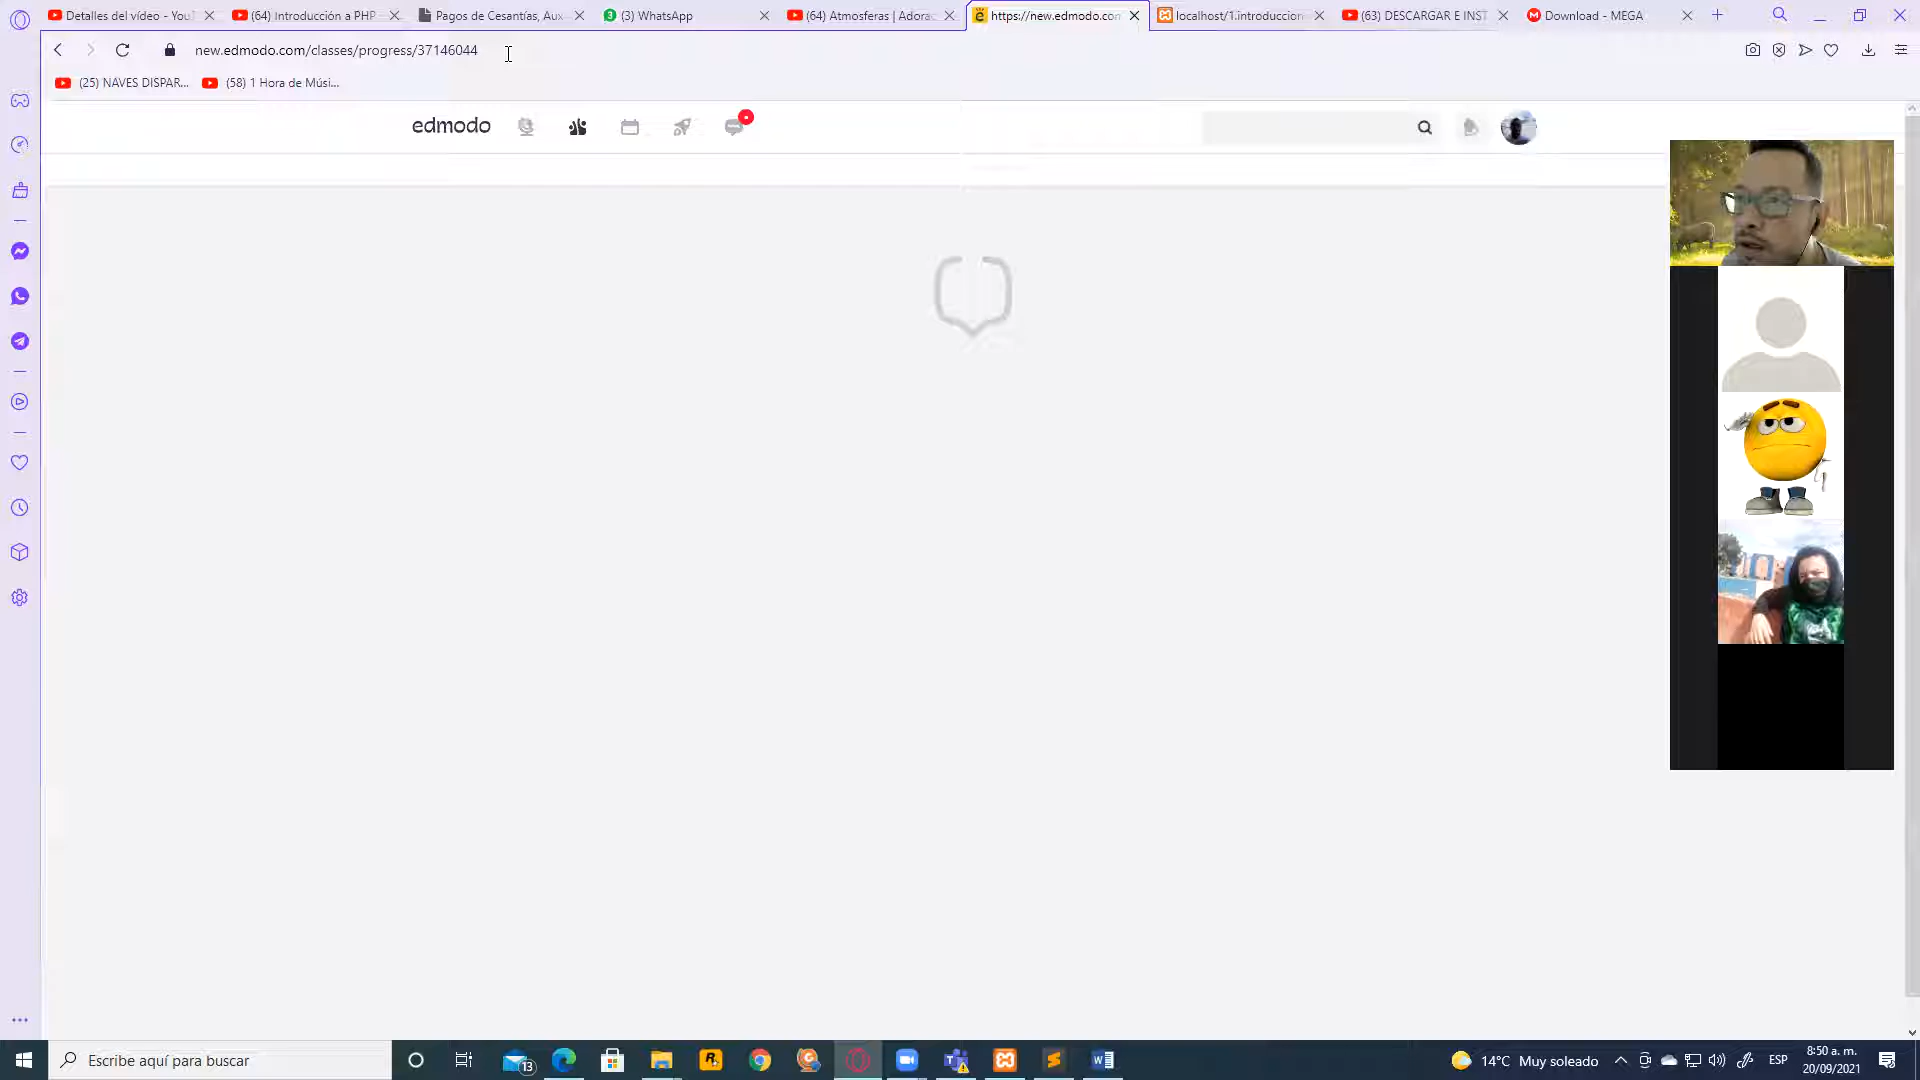 Detalles del vídeo - You
(64) Introducción a PHP
Pagos de Cesantías, Aux
(3) WhatsApp
(64) Atmosferas | Adorac
https://new.edmodo.com
localhost/1.introduccion
(63) DESCARGAR E INST
Download - MEGA
new.edmodo.com/classes/progress/37146044
(25) NAVES DISPAR...
(58) 1 Hora de Músi...
edmodo
Escribe aquí para buscar
13
14°C Muy soleado
ESP
8:50 a. m.
20/09/2021